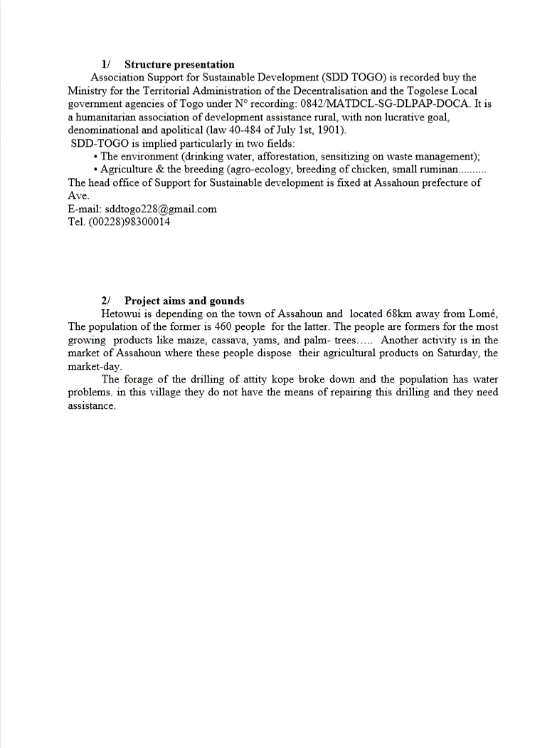 1/ Structure presentation
Association Support for Sustainable Development (SDD TOGO) is recorded buy the
Ministry for the Territorial Administration of the Decentralisation and the Togolese Local
government agencies of Togo under N° recording: 0842/MATDCL-SG-DLPAP-DOCA. It is
a humanitarian association of development assistance rural, with non lucrative goal,
denominational and apolitical (law 40-484 of July 1st, 1901).
SDD-TOGO is implied particularly in two fields:
• The environment (drinking water, afforestation, sensitizing on waste management);
• Agriculture & the breeding (agro-ecology, breeding of chicken, small ruminan..........
The head office of Support for Sustainable development is fixed at Assahoun prefecture of
Ave.
E-mail: sddtogo228@gmail.com
Tel. (00228)98300014
2/ Project aims and gounds
Hetowui is depending on the town of Assahoun and located 68km away from Lomé,
The population of the former is 460 people for the latter. The people are formers for the most
growing products like maize, cassava, yams, and palm- trees….. Another activity is in the
market of Assahoun where these people dispose their agricultural products on Saturday, the
market-day.
The forage of the drilling of attity kope broke down and the population has water
problems. in this village they do not have the means of repairing this drilling and they need
assistance.